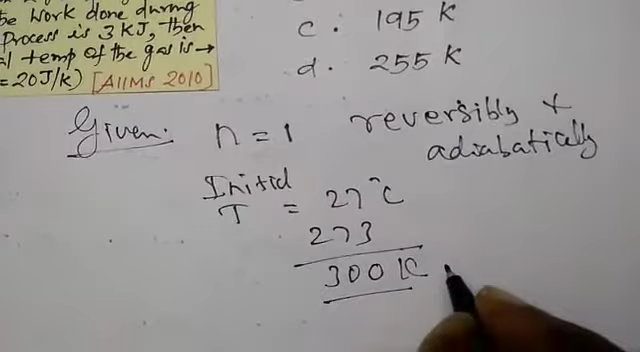 be work done during
process is 3 KJ, then
temp of the gas is →
= 20J/k) [AIIMS 2010]
c. 195 K
d. 255 K
Given. n = 1 reversibly &
adiabatically
Initial
T = 27°C
273
300 K